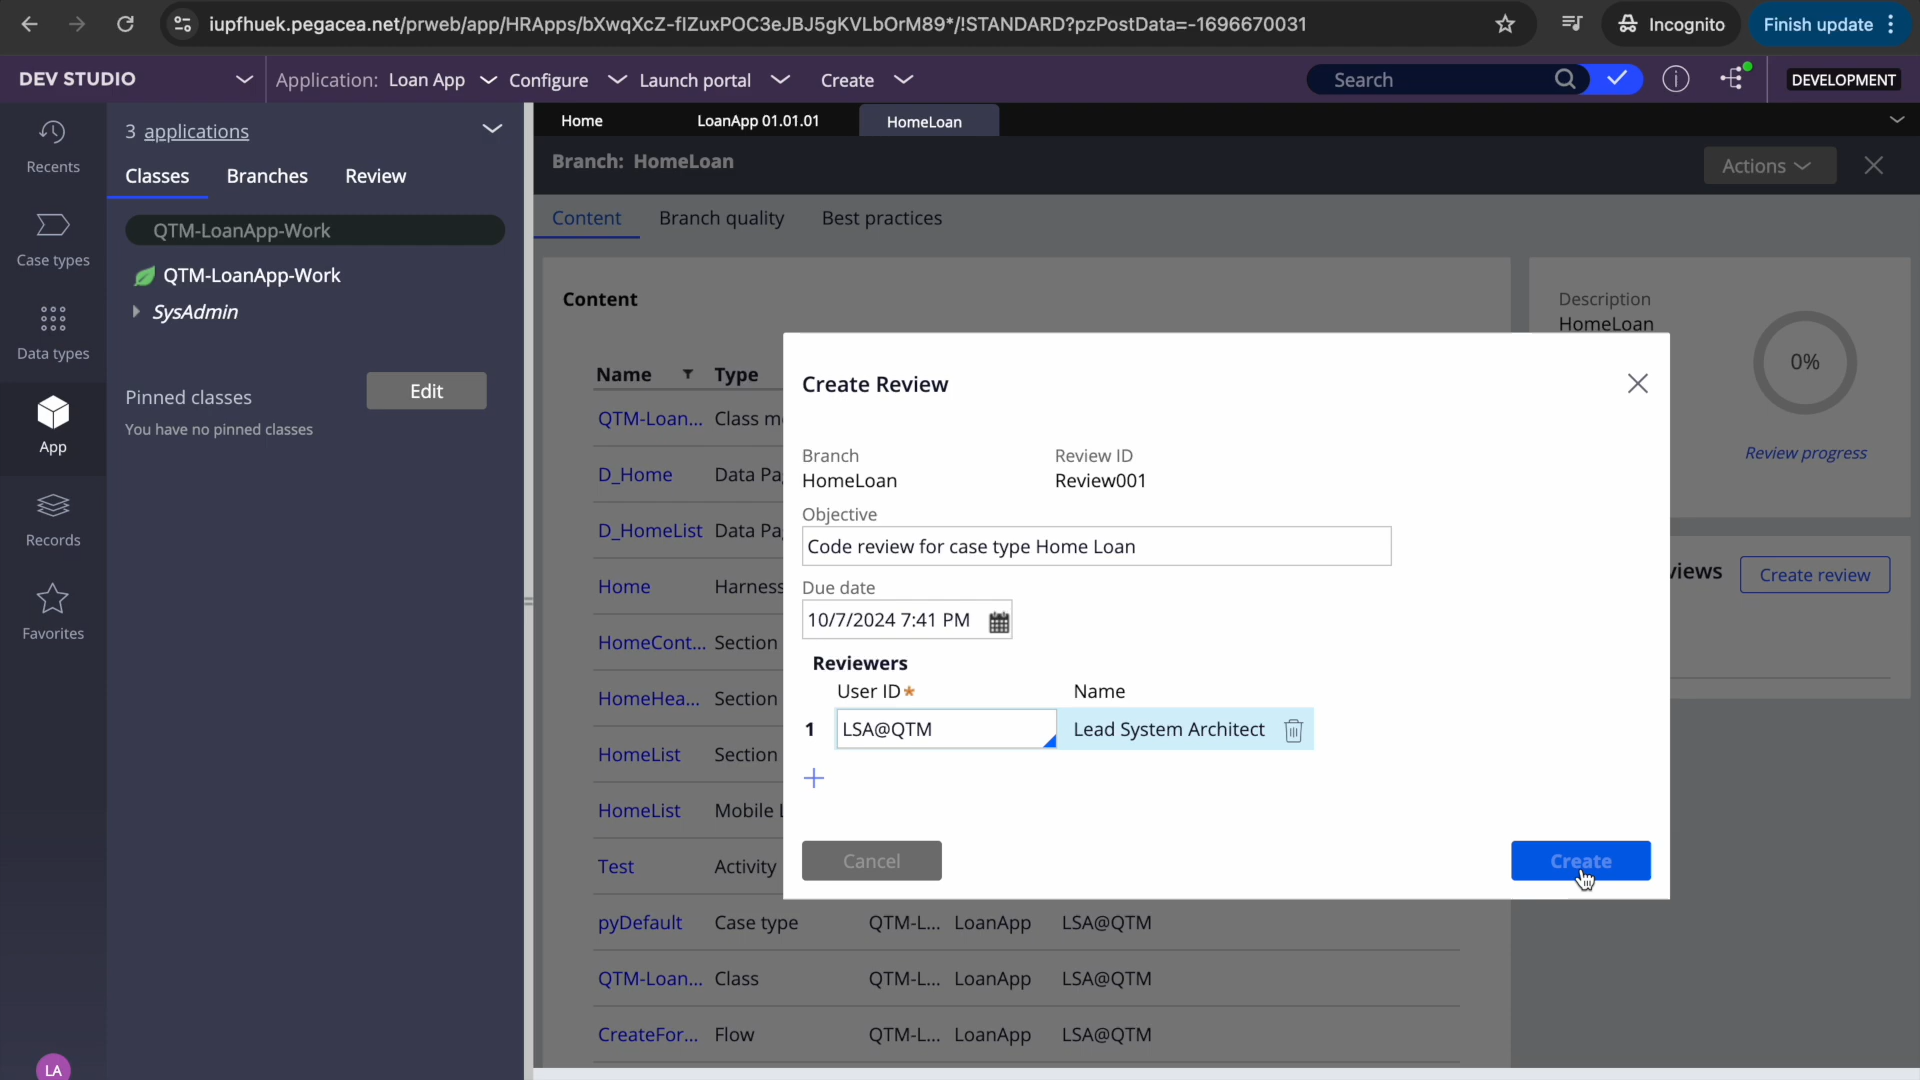 iupfhuek.pegacea.net/prweb/app/HRApps/bXwqXcZ-flZuxPOC3eJBJ5gKVLbOrM89*/!STANDARD?pzPostData=-1696670031
Incognito
Finish update
DEV STUDIO
Application: Loan App
Configure
Launch portal
Create
Search
DEVELOPMENT
Recents
Case types
Data types
App
Records
Favorites
LA
3 applications
Classes Branches Review
QTM-LoanApp-Work
QTM-LoanApp-Work
SysAdmin
Pinned classes
Edit
You have no pinned classes
Home LoanApp 01.01.01 HomeLoan
Branch: HomeLoan
Actions
Content Branch quality Best practices
Content
Name Type
QTM-Loan... Class m
D_Home Data Pa
D_HomeList Data Pa
Home Harness
HomeCont... Section
HomeHea... Section
HomeList Section
HomeList Mobile
Test Activity
pyDefault Case type QTM-L... LoanApp LSA@QTM
QTM-Loan... Class QTM-L... LoanApp LSA@QTM
CreateFor... Flow QTM-L... LoanApp LSA@QTM
Description
HomeLoan
0%
Review progress
views
Create review
Create Review
Branch Review ID
HomeLoan Review001
Objective
Code review for case type Home Loan
Due date
10/7/2024 7:41 PM
Reviewers
User ID* Name
1 LSA@QTM Lead System Architect
Cancel
Create